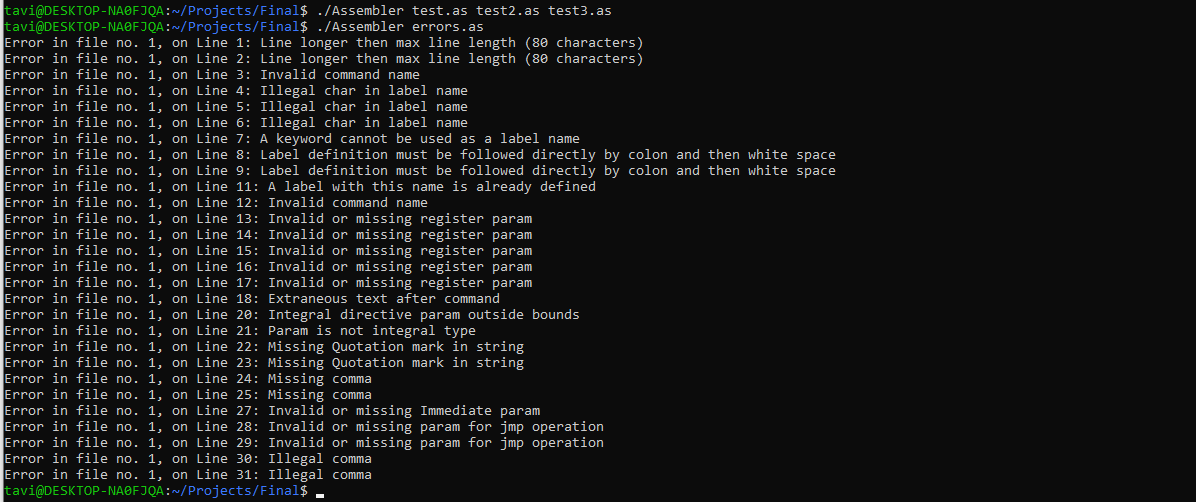 tavi@DESKTOP-NA0FJQA:~/Projects/Final$ ./Assembler test.as test2.as test3.as
tavi@DESKTOP-NA0FJQA:~/Projects/Final$ ./Assembler errors.as
Error in file no. 1, on Line 1: Line longer then max line length (80 characters)
Error in file no. 1, on Line 2: Line longer then max line length (80 characters)
Error in file no. 1, on Line 3: Invalid command name
Error in file no. 1, on Line 4: Illegal char in label name
Error in file no. 1, on Line 5: Illegal char in label name
Error in file no. 1, on Line 6: Illegal char in label name
Error in file no. 1, on Line 7: A keyword cannot be used as a label name
Error in file no. 1, on Line 8: Label definition must be followed directly by colon and then white space
Error in file no. 1, on Line 9: Label definition must be followed directly by colon and then white space
Error in file no. 1, on Line 11: A label with this name is already defined
Error in file no. 1, on Line 12: Invalid command name
Error in file no. 1, on Line 13: Invalid or missing register param
Error in file no. 1, on Line 14: Invalid or missing register param
Error in file no. 1, on Line 15: Invalid or missing register param
Error in file no. 1, on Line 16: Invalid or missing register param
Error in file no. 1, on Line 17: Invalid or missing register param
Error in file no. 1, on Line 18: Extraneous text after command
Error in file no. 1, on Line 20: Integral directive param outside bounds
Error in file no. 1, on Line 21: Param is not integral type
Error in file no. 1, on Line 22: Missing Quotation mark in string
Error in file no. 1, on Line 23: Missing Quotation mark in string
Error in file no. 1, on Line 24: Missing comma
Error in file no. 1, on Line 25: Missing comma
Error in file no. 1, on Line 27: Invalid or missing Immediate param
Error in file no. 1, on Line 28: Invalid or missing param for jmp operation
Error in file no. 1, on Line 29: Invalid or missing param for jmp operation
Error in file no. 1, on Line 30: Illegal comma
Error in file no. 1, on Line 31: Illegal comma
tavi@DESKTOP-NA0FJQA:~/Projects/Final$